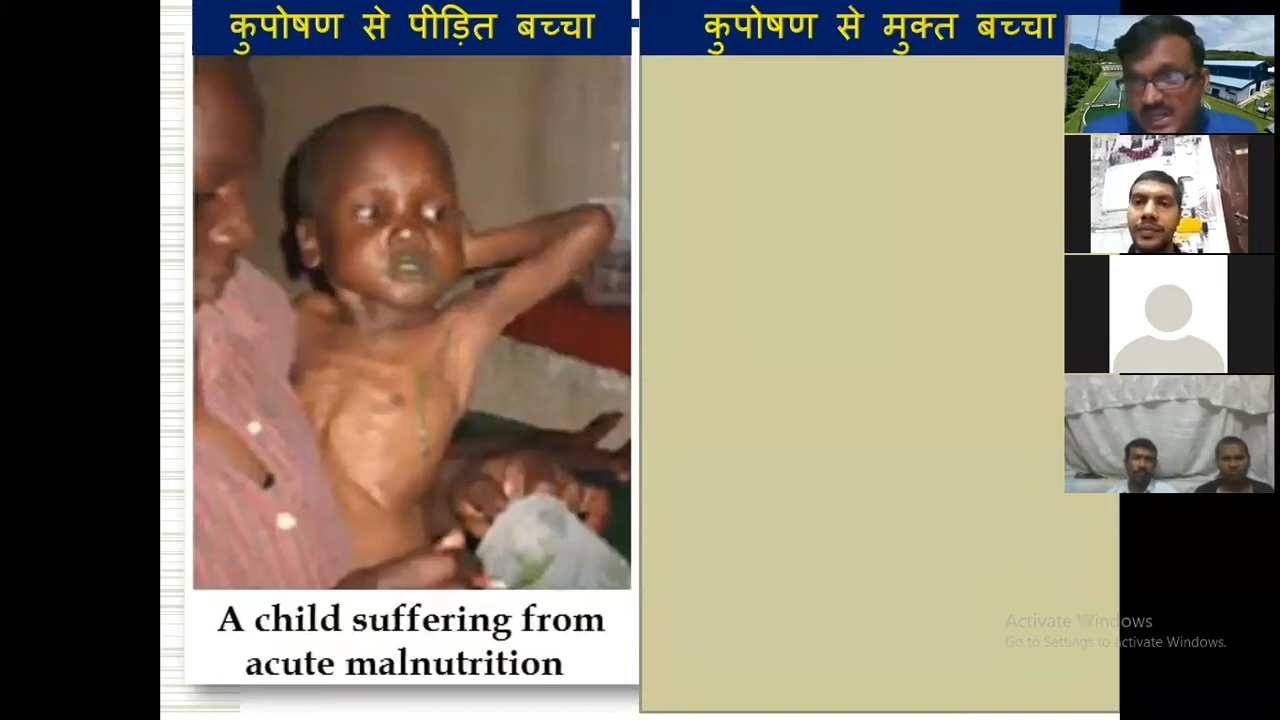 कुपोषण से पीड़ित बच्चा
कुपोषण से मुक्त बच्चा
A child suffering from
acute malnutrition
Activate Windows
Go to Settings to activate Windows.